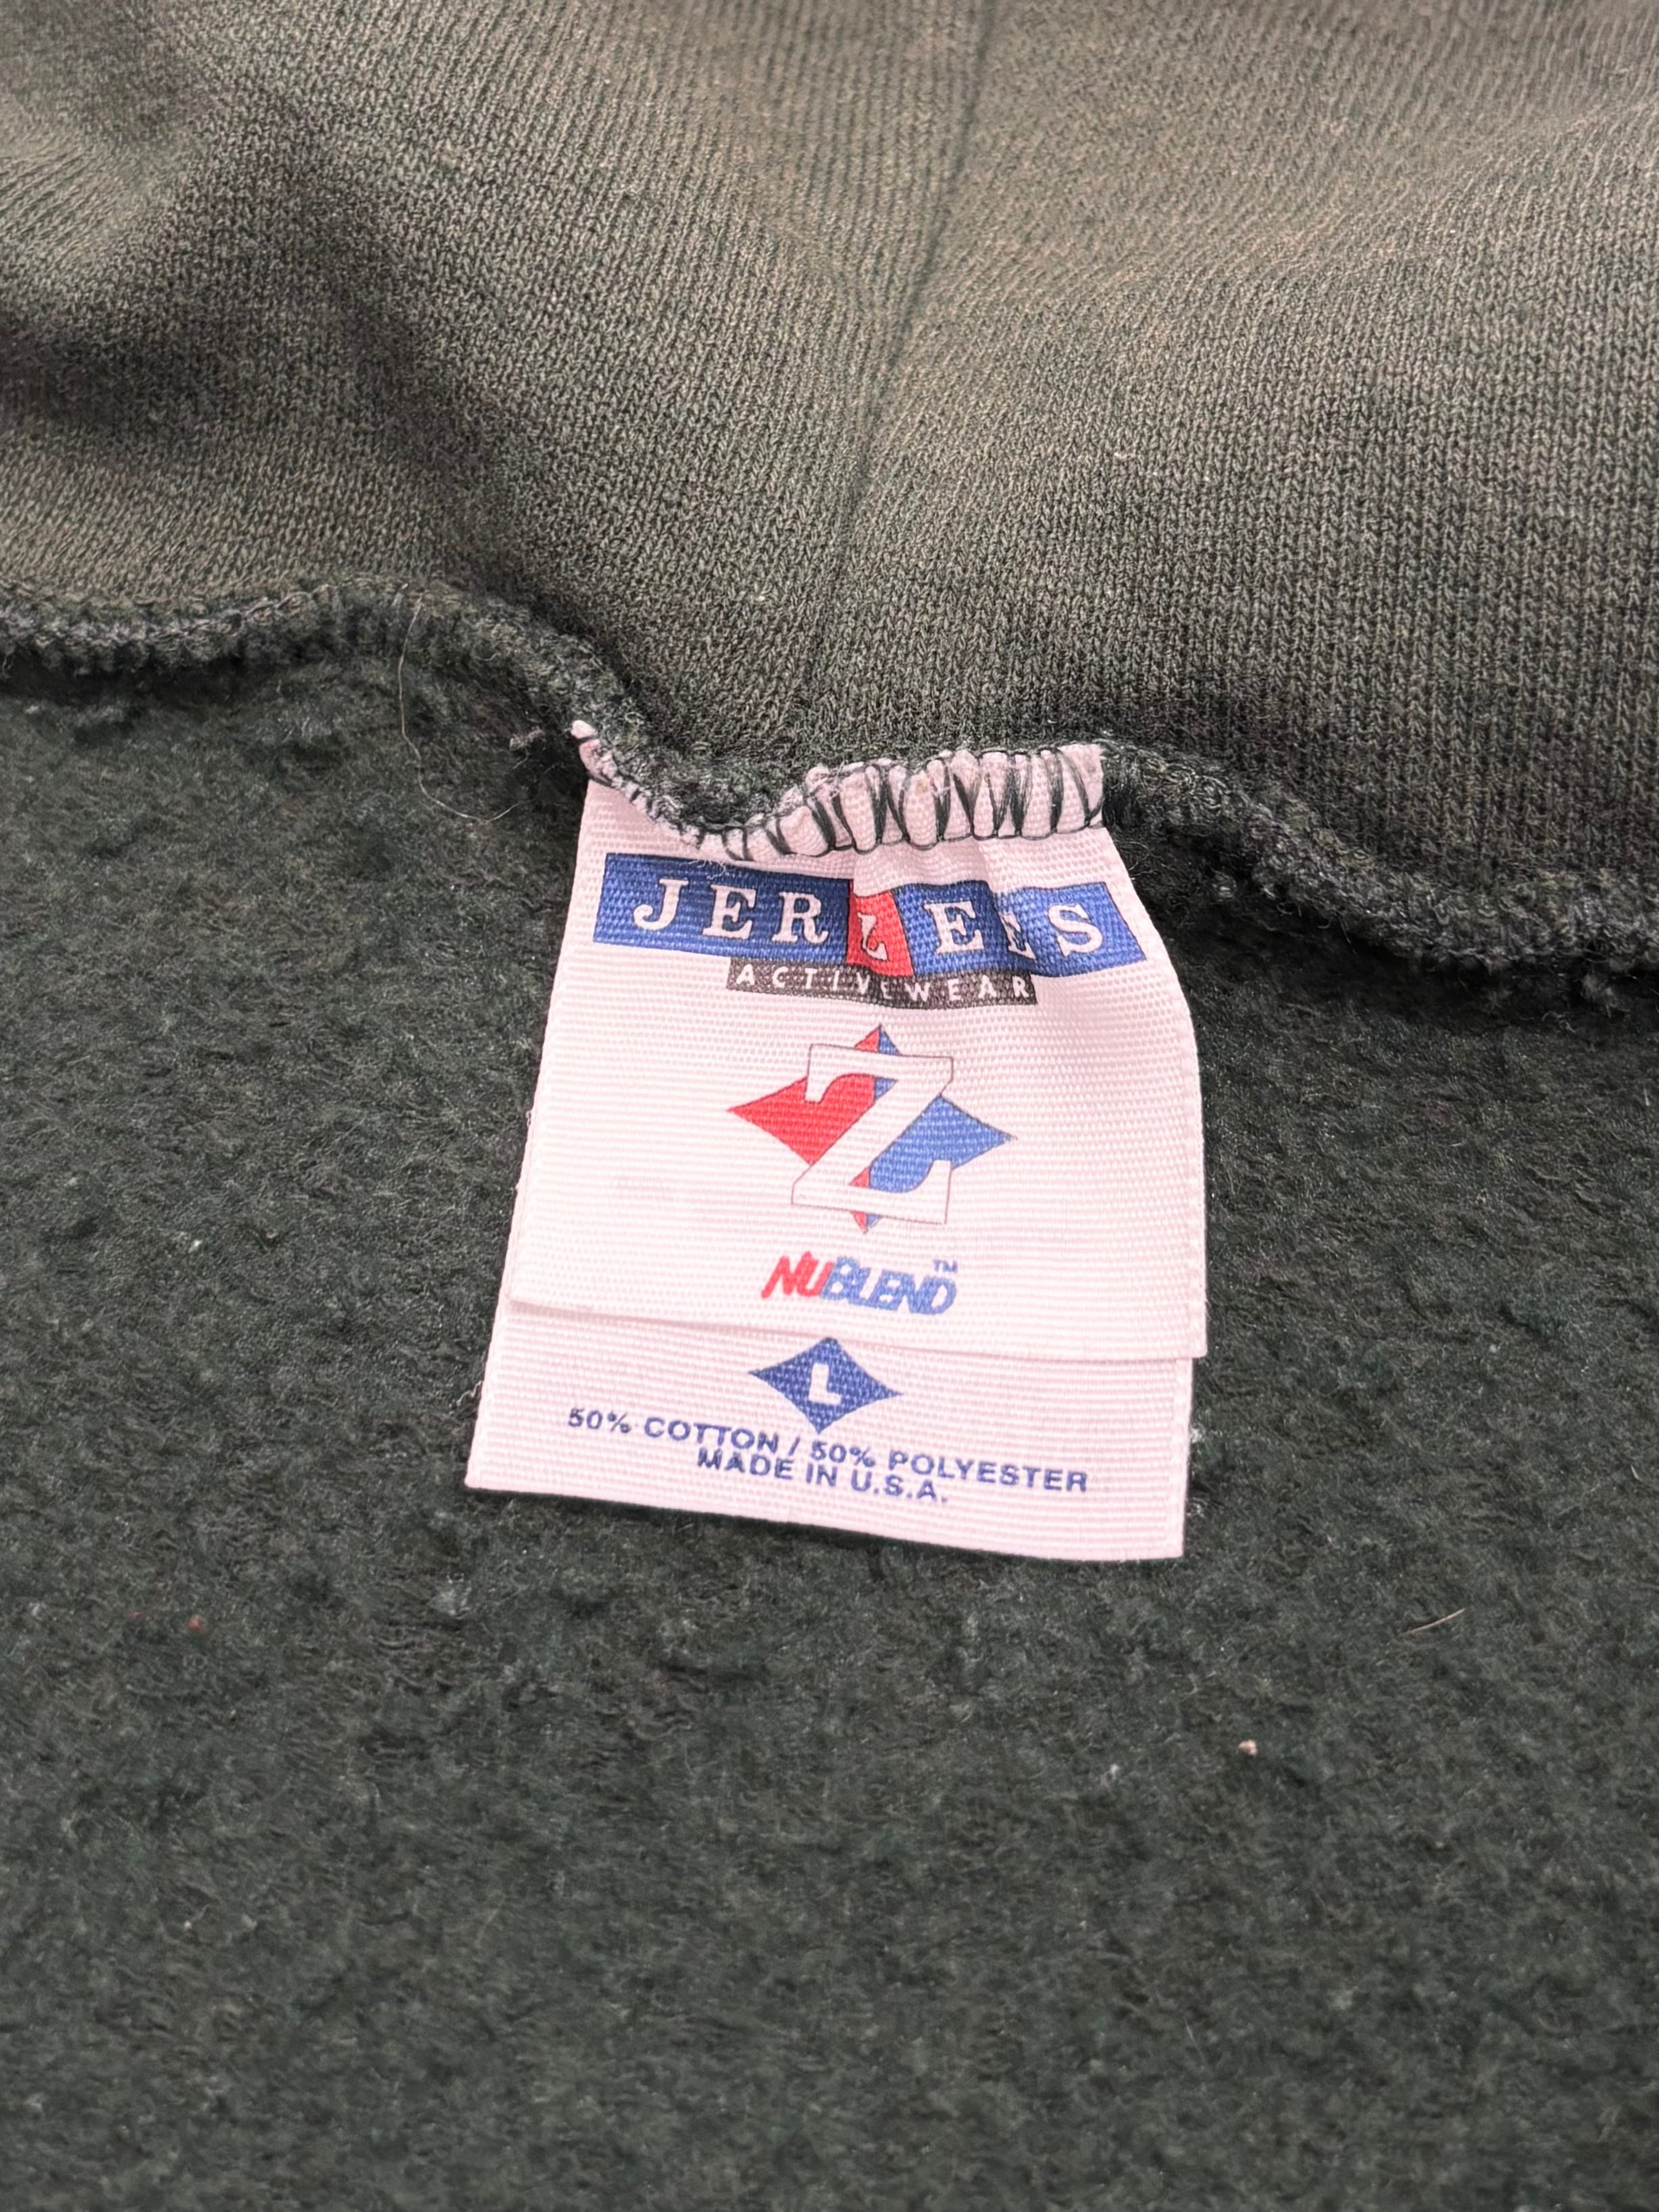 JERZEES
ACTIVEWEAR
Z
NUBLEND™
L
50% COTTON / 50% POLYESTER
MADE IN U.S.A.